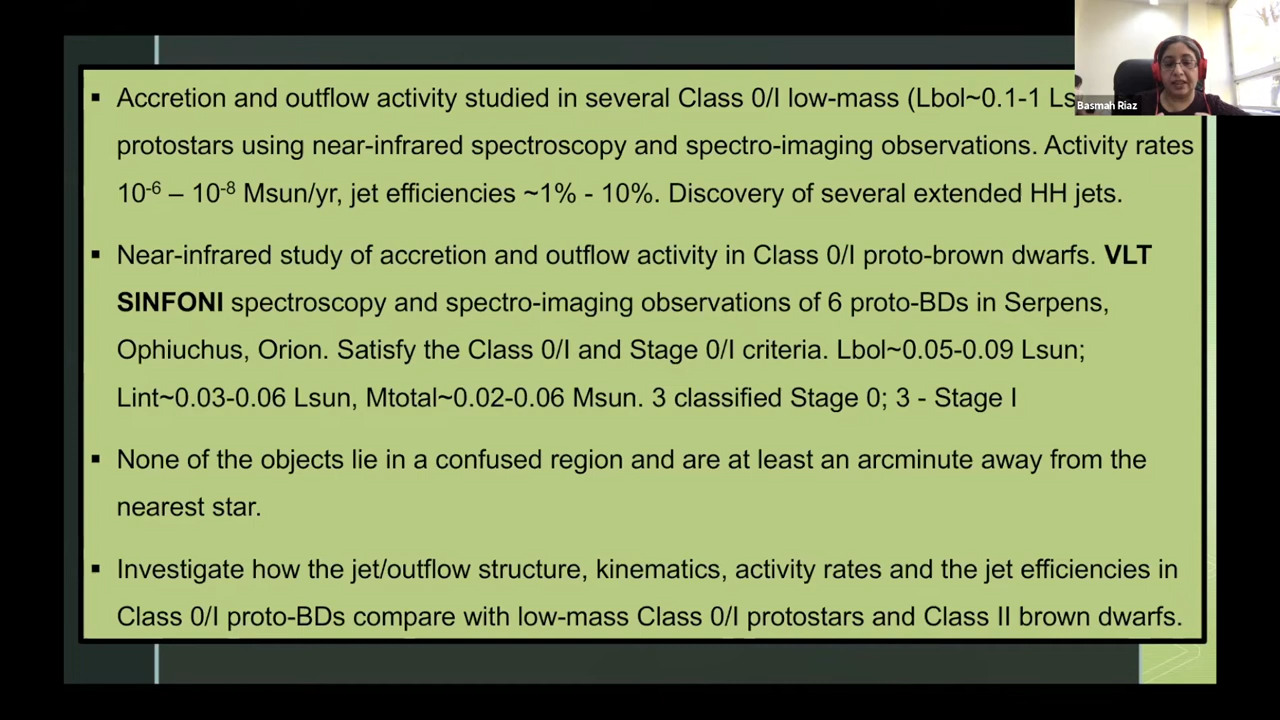 ▪ Accretion and outflow activity studied in several Class 0/I low-mass (Lbol~0.1-1
Basmah Riaz
protostars using near-infrared spectroscopy and spectro-imaging observations. Activity rates
10⁻⁶ – 10⁻⁸ Msun/yr, jet efficiencies ~1% - 10%. Discovery of several extended HH jets.
▪ Near-infrared study of accretion and outflow activity in Class 0/I proto-brown dwarfs. VLT
SINFONI spectroscopy and spectro-imaging observations of 6 proto-BDs in Serpens,
Ophiuchus, Orion. Satisfy the Class 0/I and Stage 0/I criteria. Lbol~0.05-0.09 Lsun;
Lint~0.03-0.06 Lsun, Mtotal~0.02-0.06 Msun. 3 classified Stage 0; 3 - Stage I
▪ None of the objects lie in a confused region and are at least an arcminute away from the
nearest star.
▪ Investigate how the jet/outflow structure, kinematics, activity rates and the jet efficiencies in
Class 0/I proto-BDs compare with low-mass Class 0/I protostars and Class II brown dwarfs.